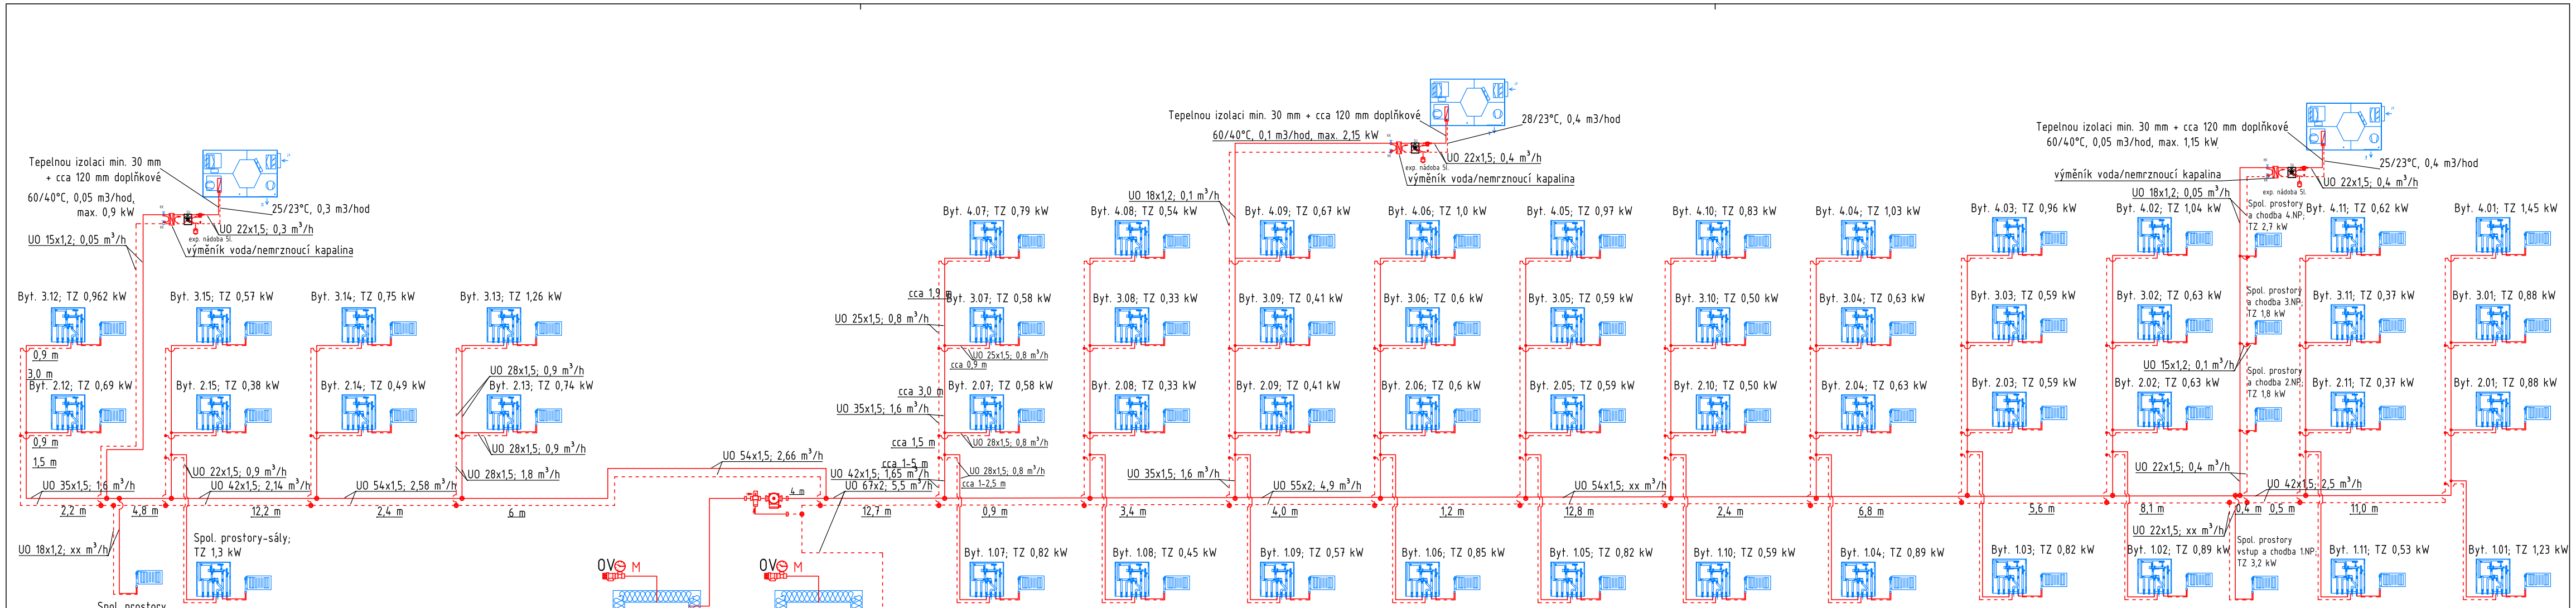 Tepelnou izolaci min. 30 mm
+ cca 120 mm doplňkové
60/40°C, 0,05 m3/hod,
max. 0,9 kW
25/23°C, 0,3 m3/hod
UO 22x1,5; 0,3 m³/h
exp. nádoba 5l.
výměník voda/nemrznoucí kapalina
UO 15x1,2; 0,05 m³/h
Tepelnou izolaci min. 30 mm + cca 120 mm doplňkové
60/40°C, 0,1 m3/hod, max. 2,15 kW
28/23°C, 0,4 m3/hod
UO 22x1,5; 0,4 m³/h
exp. nádoba 5l.
výměník voda/nemrznoucí kapalina
UO 18x1,2; 0,1 m³/h
Tepelnou izolaci min. 30 mm + cca 120 mm doplňkové
60/40°C, 0,05 m3/hod, max. 1,15 kW
25/23°C, 0,4 m3/hod
výměník voda/nemrznoucí kapalina
UO 22x1,5; 0,4 m³/h
exp. nádoba 5l.
UO 18x1,2; 0,05 m³/h
Byt. 4.07; TZ 0,79 kW
Byt. 4.08; TZ 0,54 kW
Byt. 4.09; TZ 0,67 kW
Byt. 4.06; TZ 1,0 kW
Byt. 4.05; TZ 0,97 kW
Byt. 4.10; TZ 0,83 kW
Byt. 4.04; TZ 1,03 kW
Byt. 4.03; TZ 0,96 kW
Byt. 4.02; TZ 1,04 kW
Spol. prostory
a chodba 4.NP;
TZ 2,7 kW
Byt. 4.11; TZ 0,62 kW
Byt. 4.01; TZ 1,45 kW
Byt. 3.12; TZ 0,962 kW
Byt. 3.15; TZ 0,57 kW
Byt. 3.14; TZ 0,75 kW
Byt. 3.13; TZ 1,26 kW
cca 1,9 m
Byt. 3.07; TZ 0,58 kW
Byt. 3.08; TZ 0,33 kW
Byt. 3.09; TZ 0,41 kW
Byt. 3.06; TZ 0,6 kW
Byt. 3.05; TZ 0,59 kW
Byt. 3.10; TZ 0,50 kW
Byt. 3.04; TZ 0,63 kW
Byt. 3.03; TZ 0,59 kW
Byt. 3.02; TZ 0,63 kW
Spol. prostory
a chodba 3.NP;
TZ 1,8 kW
Byt. 3.11; TZ 0,37 kW
Byt. 3.01; TZ 0,88 kW
UO 25x1,5; 0,8 m³/h
UO 25x1,5; 0,8 m³/h
cca 0,9 m
0,9 m
3,0 m
UO 28x1,5; 0,9 m³/h
UO 15x1,2; 0,1 m³/h
Byt. 2.12; TZ 0,69 kW
Byt. 2.15; TZ 0,38 kW
Byt. 2.14; TZ 0,49 kW
Byt. 2.13; TZ 0,74 kW
cca 3,0 m
Byt. 2.07; TZ 0,58 kW
Byt. 2.08; TZ 0,33 kW
Byt. 2.09; TZ 0,41 kW
Byt. 2.06; TZ 0,6 kW
Byt. 2.05; TZ 0,59 kW
Byt. 2.10; TZ 0,50 kW
Byt. 2.04; TZ 0,63 kW
Byt. 2.03; TZ 0,59 kW
Byt. 2.02; TZ 0,63 kW
Spol. prostory
a chodba 2.NP;
TZ 1,8 kW
Byt. 2.11; TZ 0,37 kW
Byt. 2.01; TZ 0,88 kW
UO 35x1,5; 1,6 m³/h
cca 1,5 m
UO 28x1,5; 0,8 m³/h
0,9 m
1,5 m
UO 28x1,5; 0,9 m³/h
UO 28x1,5; 1,8 m³/h
UO 22x1,5; 0,9 m³/h
UO 35x1,5; 1,6 m³/h
UO 42x1,5; 2,14 m³/h
UO 54x1,5; 2,58 m³/h
UO 54x1,5; 2,66 m³/h
cca 1-5 m
UO 42x1,5; 1,65 m³/h
UO 67x2; 5,5 m³/h
UO 28x1,5; 0,8 m³/h
cca 1-2,5 m
UO 35x1,5; 1,6 m³/h
UO 55x2; 4,9 m³/h
UO 54x1,5; xx m³/h
UO 22x1,5; 0,4 m³/h
UO 42x1,5; 2,5 m³/h
4 m
2,2 m
4,8 m
12,2 m
2,4 m
6 m
12,7 m
0,9 m
3,4 m
4,0 m
1,2 m
12,8 m
2,4 m
6,8 m
5,6 m
8,1 m
0,4 m
0,5 m
11,0 m
UO 22x1,5; xx m³/h
UO 18x1,2; xx m³/h
Spol. prostory-sály;
TZ 1,3 kW
OV M
OV M
Byt. 1.07; TZ 0,82 kW
Byt. 1.08; TZ 0,45 kW
Byt. 1.09; TZ 0,57 kW
Byt. 1.06; TZ 0,85 kW
Byt. 1.05; TZ 0,82 kW
Byt. 1.10; TZ 0,59 kW
Byt. 1.04; TZ 0,89 kW
Byt. 1.03; TZ 0,82 kW
Byt. 1.02; TZ 0,89 kW
Spol. prostory
vstup a chodba 1.NP;
TZ 3,2 kW
Byt. 1.11; TZ 0,53 kW
Byt. 1.01; TZ 1,23 kW
Spol. prostory